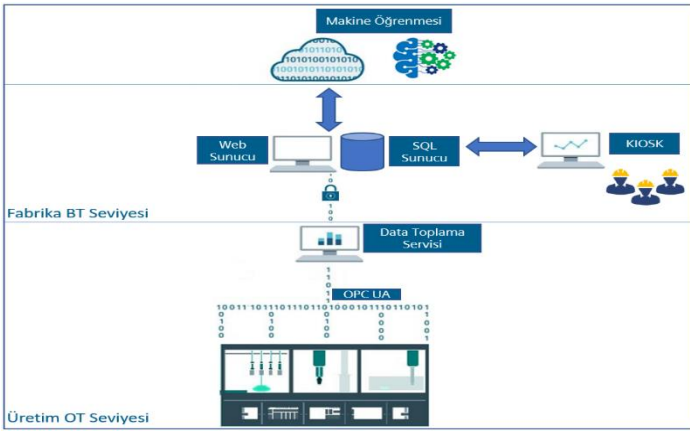 Makine Öğrenmesi
Web
Sunucu
SQL
Sunucu
KIOSK
Fabrika BT Seviyesi
Data Toplama
Servisi
OPC UA
Üretim OT Seviyesi